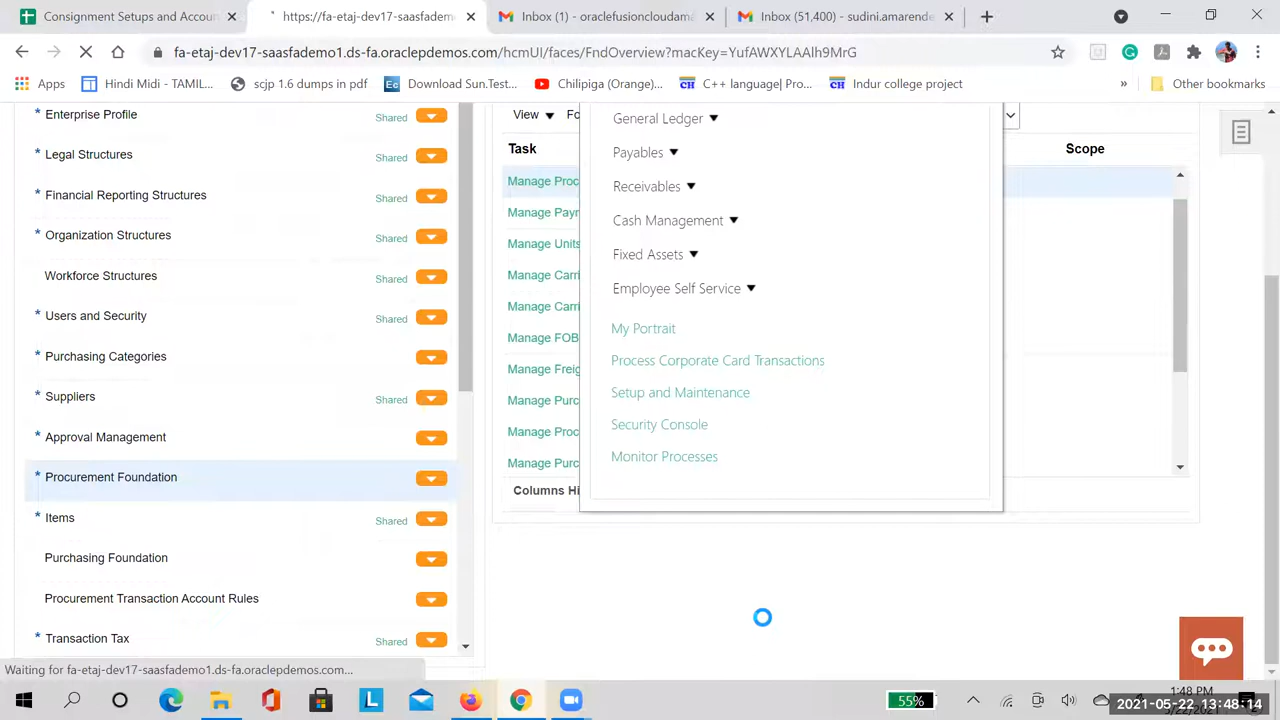 Consignment Setups and Accou
https://fa-etaj-dev17-saasfademo
Inbox (1) - oraclefusioncloudama
Inbox (51,400) - sudini.amarende
fa-etaj-dev17-saasfademo1.ds-fa.oraclepdemos.com/hcmUI/faces/FndOverview?macKey=YufAWXYLAAlh9MrG
Apps
Hindi Midi - TAMIL...
scjp 1.6 dumps in pdf
Download Sun.Test...
Chilipiga (Orange)...
C++ language| Pro...
Indur college project
»
Other bookmarks
* Enterprise Profile Shared
* Legal Structures Shared
* Financial Reporting Structures Shared
* Organization Structures Shared
Workforce Structures Shared
* Users and Security Shared
* Purchasing Categories
* Suppliers Shared
* Approval Management
* Procurement Foundation
* Items Shared
Purchasing Foundation
Procurement Transaction Account Rules
* Transaction Tax Shared
View Fo
Task
Scope
Manage Proc
Manage Payn
Manage Units
Manage Carri
Manage Carri
Manage FOB
Manage Freig
Manage Purc
Manage Proc
Manage Purc
Columns Hi
General Ledger
Payables
Receivables
Cash Management
Fixed Assets
Employee Self Service
My Portrait
Process Corporate Card Transactions
Setup and Maintenance
Security Console
Monitor Processes
Waiting for fa-etaj-dev17-saasfademo1.ds-fa.oraclepdemos.com...
55%
1:48 PM
2021-05-22 13:48:14